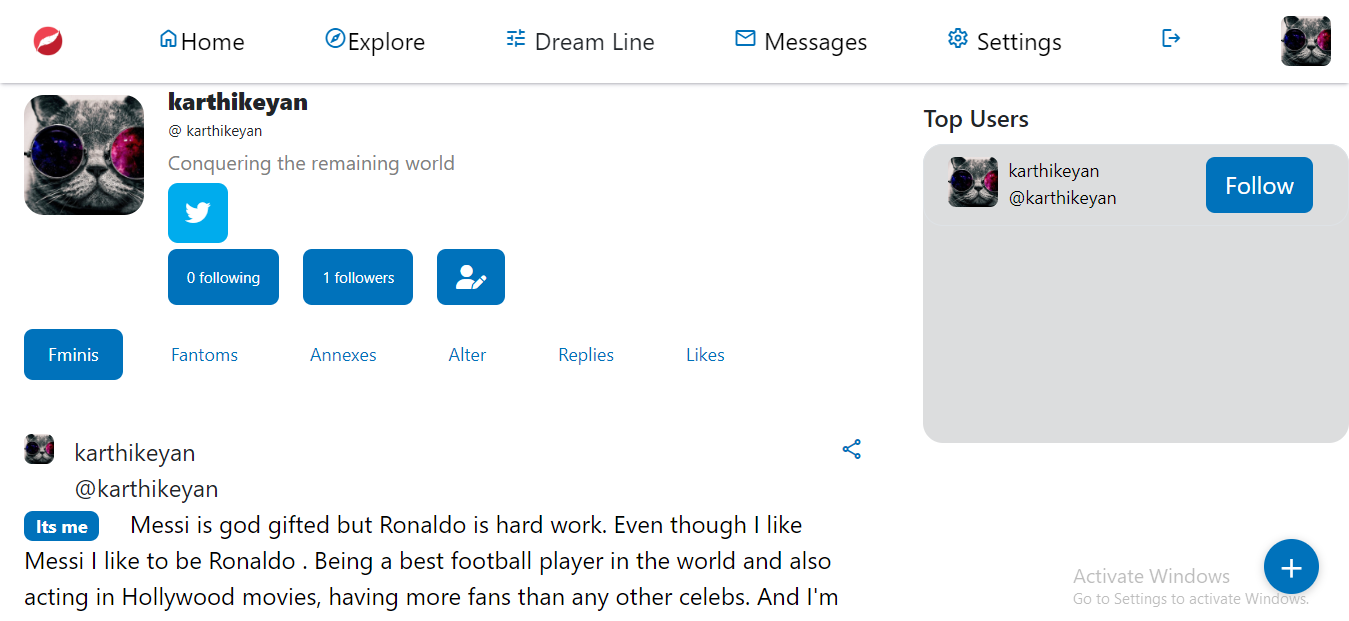 Home Explore Dream Line Messages Settings
karthikeyan
@ karthikeyan
Conquering the remaining world
0 following 1 followers
Fminis Fantoms Annexes Alter Replies Likes
karthikeyan
@karthikeyan
Its me Messi is god gifted but Ronaldo is hard work. Even though I like
Messi I like to be Ronaldo . Being a best football player in the world and also
acting in Hollywood movies, having more fans than any other celebs. And I'm
Top Users
karthikeyan
@karthikeyan
Follow
Activate Windows
Go to Settings to activate Windows.